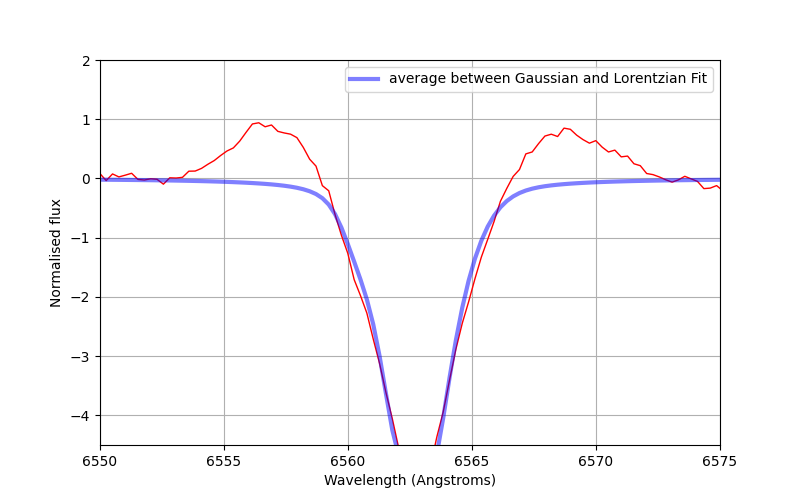 average between Gaussian and Lorentzian Fit
2
1
0
−1
−2
−3
−4
Normalised flux
6550 6555 6560 6565 6570 6575
Wavelength (Angstroms)